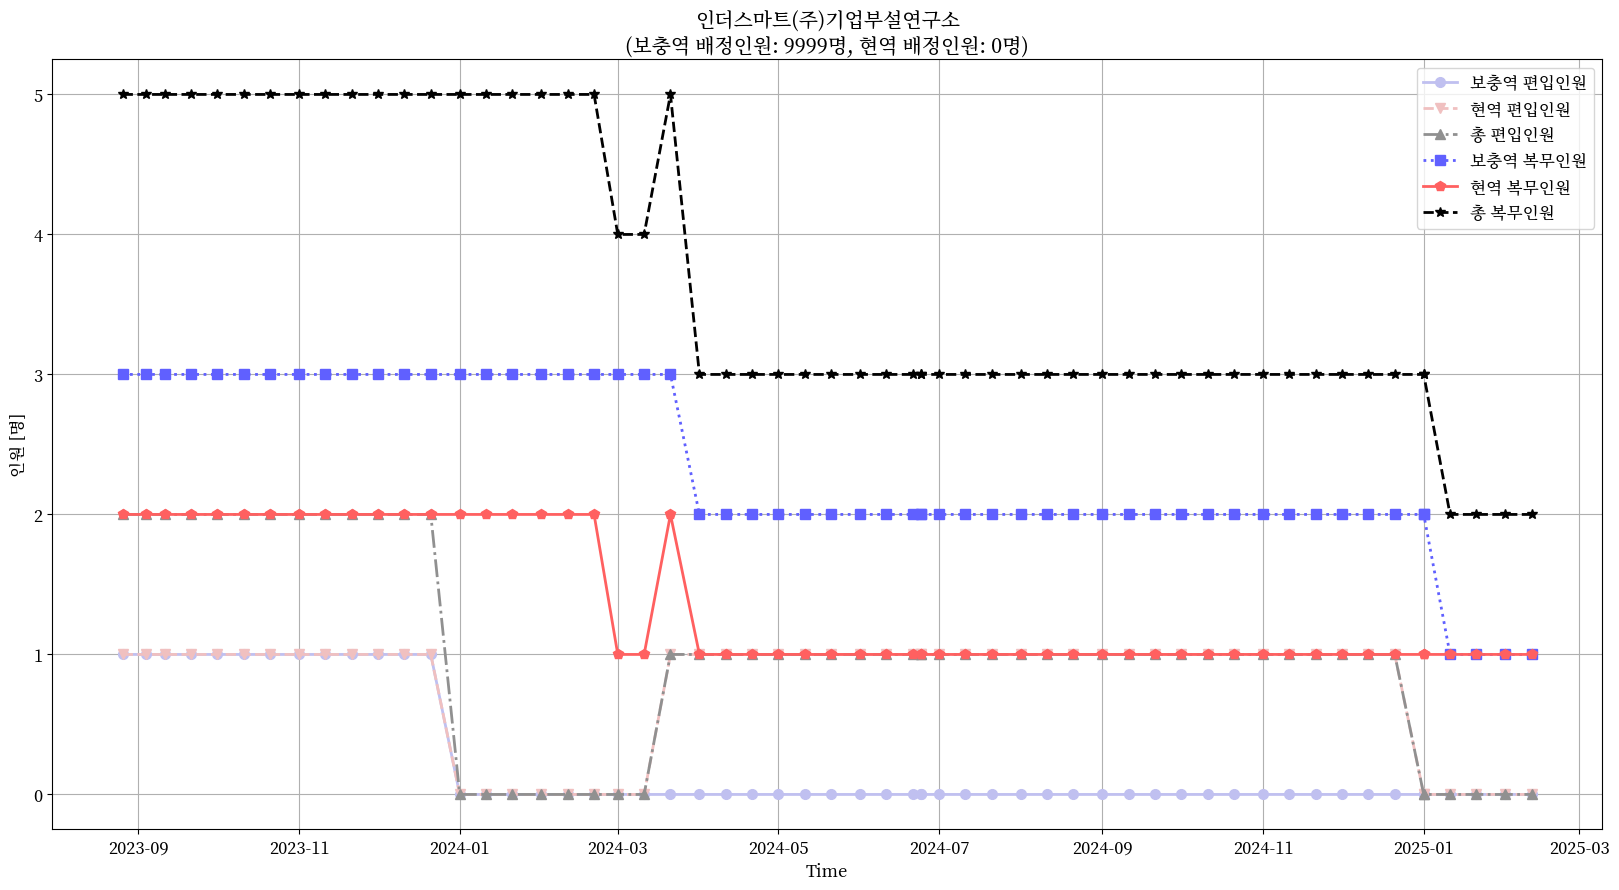 인더스마트(주)기업부설연구소
(보충역 배정인원: 9999명, 현역 배정인원: 0명)
보충역 편입인원
현역 편입인원
총 편입인원
보충역 복무인원
현역 복무인원
총 복무인원
인원 [명]
5
4
3
2
1
0
2023-09
2023-11
2024-01
2024-03
2024-05
2024-07
2024-09
2024-11
2025-01
2025-03
Time